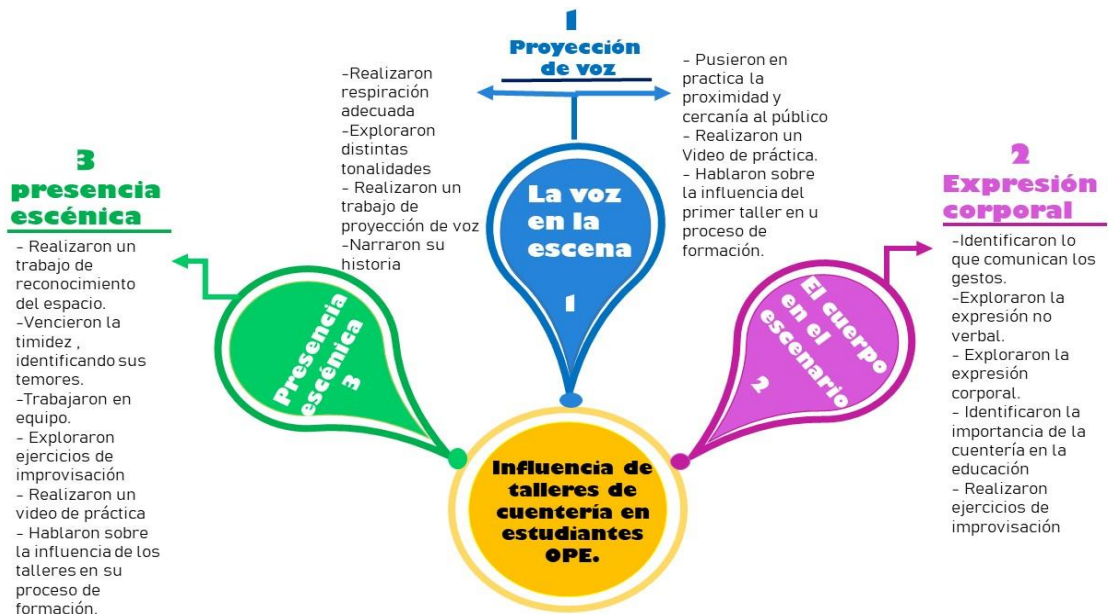 1
Proyección
de voz
-Realizaron
respiración
adecuada
-Exploraron
distintas
tonalidades
- Realizaron un
trabajo de
proyección de voz
-Narraron su
historia
- Pusieron en
practica la
proximidad y
cercanía al público
- Realizaron un
Video de práctica.
- Hablaron sobre
la influencia del
primer taller en u
proceso de
formación.
La voz
en la
escena
1
2
Expresión
corporal
-Identificaron lo
que comunican los
gestos.
-Exploraron la
expresión no
verbal.
- Exploraron la
expresión
corporal.
- Identificaron la
importancia de la
cuentería en la
educación
- Realizaron
ejercicios de
improvisación
El cuerpo
en el
escenario
2
3
presencia
escénica
- Realizaron un
trabajo de
reconocimiento
del espacio.
-Vencieron la
timidez ,
identificando sus
temores.
-Trabajaron en
equipo.
- Exploraron
ejercicios de
improvisación
- Realizaron un
video de práctica
- Hablaron sobre
la influencia de los
talleres en su
proceso de
formación.
Presencia
escénica
3
Influencia de
talleres de
cuentería en
estudiantes
OPE.